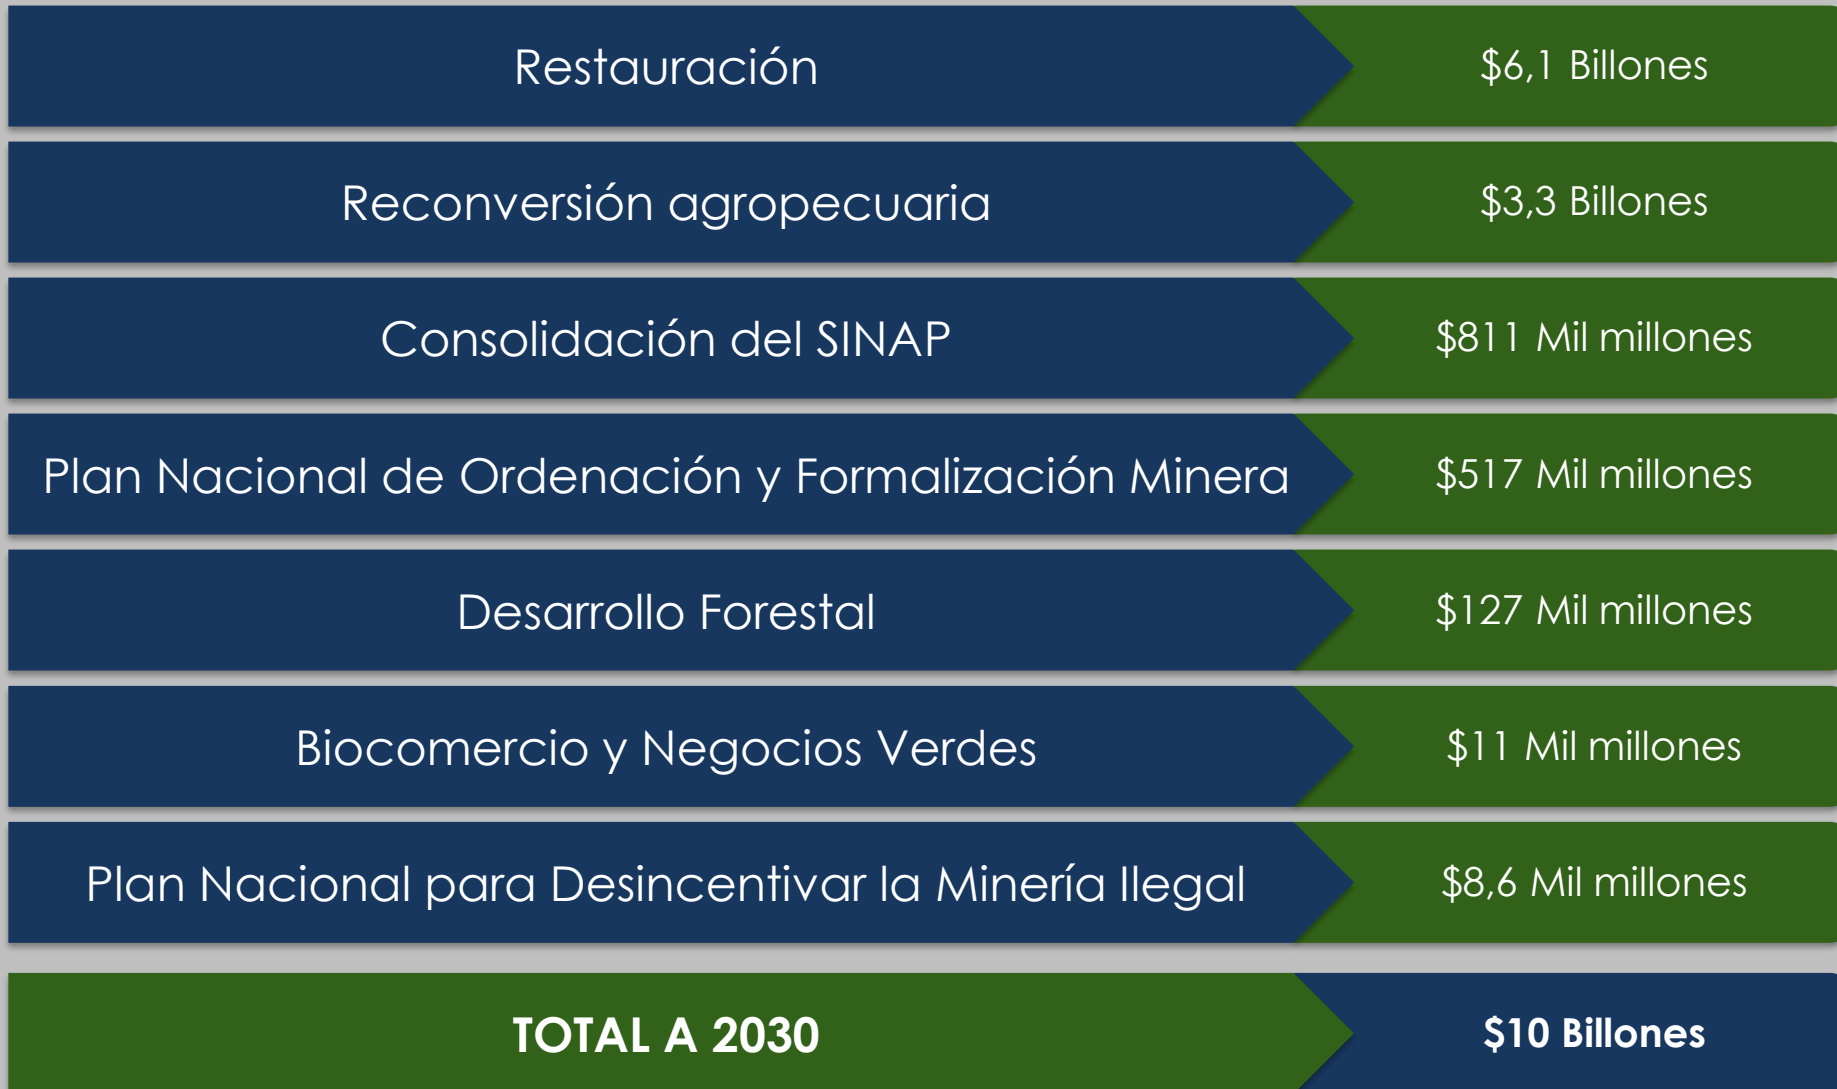 Restauración
$6,1 Billones
Reconversión agropecuaria
$3,3 Billones
Consolidación del SINAP
$811 Mil millones
Plan Nacional de Ordenación y Formalización Minera
$517 Mil millones
Desarrollo Forestal
$127 Mil millones
Biocomercio y Negocios Verdes
$11 Mil millones
Plan Nacional para Desincentivar la Minería Ilegal
$8,6 Mil millones
TOTAL A 2030
$10 Billones